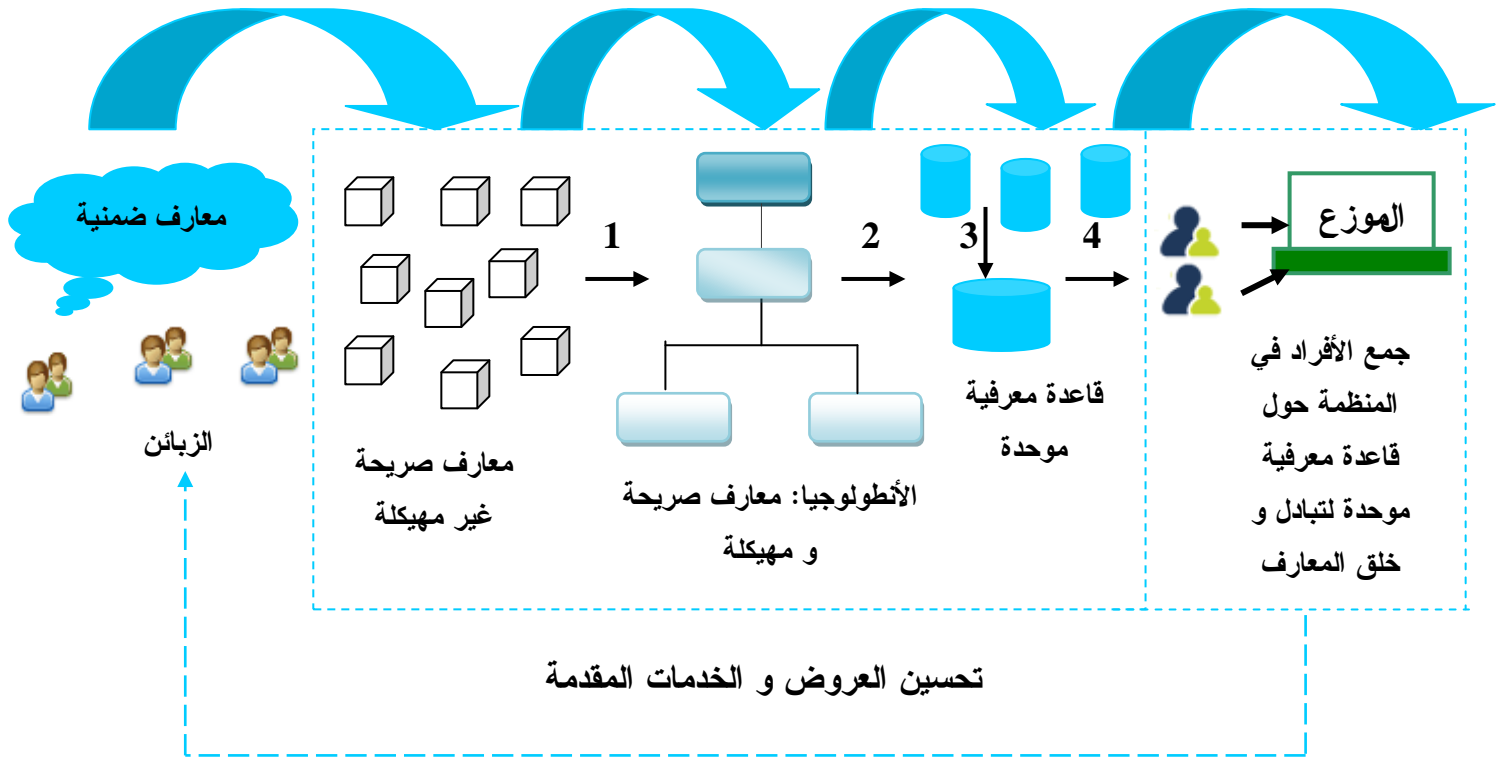 معارف ضمنية
الزبائن
معارف صريحة
غير مهيكلة
1
الأنطولوجيا: معارف صريحة
و مهيكلة
2
3
قاعدة معرفية
موحدة
4
الموزع
جمع الأفراد في
المنظمة حول
قاعدة معرفية
موحدة لتبادل و
خلق المعارف
تحسين العروض و الخدمات المقدمة